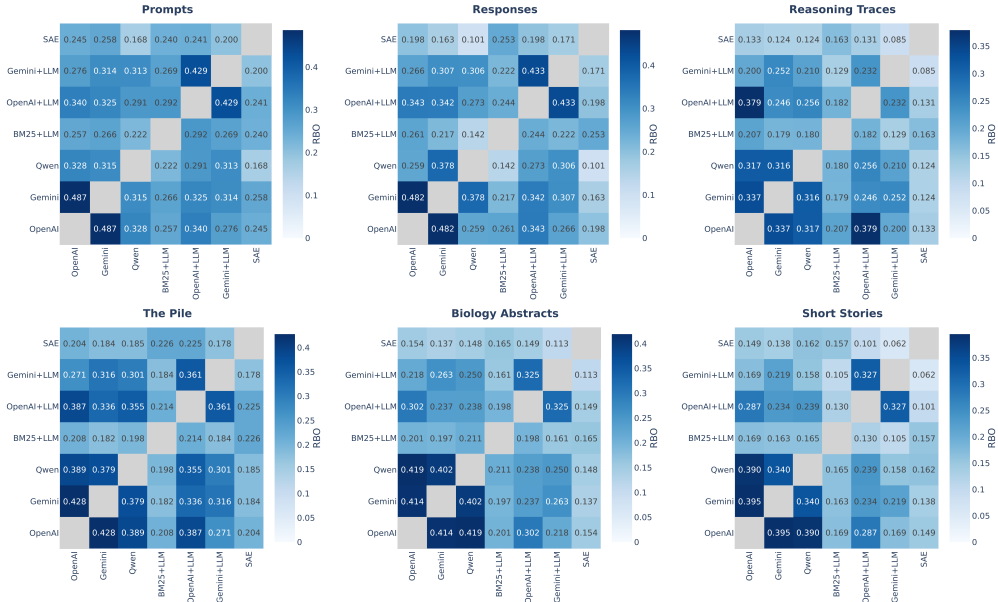 Prompts
SAE 0.245 0.258 0.168 0.240 0.241 0.200
Gemini+LLM 0.276 0.314 0.313 0.269 0.429 0.200
OpenAI+LLM 0.340 0.325 0.291 0.292 0.429 0.241
BM25+LLM 0.257 0.266 0.222 0.292 0.269 0.240
Qwen 0.328 0.315 0.222 0.291 0.313 0.168
Gemini 0.487 0.315 0.266 0.325 0.314 0.258
OpenAI 0.487 0.328 0.257 0.340 0.276 0.245
OpenAI Gemini Qwen BM25+LLM OpenAI+LLM Gemini+LLM SAE
0.4
0.3
0.2
0.1
0
RBO
Responses
SAE 0.198 0.163 0.101 0.253 0.198 0.171
Gemini+LLM 0.266 0.307 0.306 0.222 0.433 0.171
OpenAI+LLM 0.343 0.342 0.273 0.244 0.433 0.198
BM25+LLM 0.261 0.217 0.142 0.244 0.222 0.253
Qwen 0.259 0.378 0.142 0.273 0.306 0.101
Gemini 0.482 0.378 0.217 0.342 0.307 0.163
OpenAI 0.482 0.259 0.261 0.343 0.266 0.198
OpenAI Gemini Qwen BM25+LLM OpenAI+LLM Gemini+LLM SAE
0.4
0.3
0.2
0.1
0
RBO
Reasoning Traces
SAE 0.133 0.124 0.124 0.163 0.131 0.085
Gemini+LLM 0.200 0.252 0.210 0.129 0.232 0.085
OpenAI+LLM 0.379 0.246 0.256 0.182 0.232 0.131
BM25+LLM 0.207 0.179 0.180 0.182 0.129 0.163
Qwen 0.317 0.316 0.180 0.256 0.210 0.124
Gemini 0.337 0.316 0.179 0.246 0.252 0.124
OpenAI 0.337 0.317 0.207 0.379 0.200 0.133
OpenAI Gemini Qwen BM25+LLM OpenAI+LLM Gemini+LLM SAE
0.35
0.3
0.25
0.2
0.15
0.1
0.05
0
RBO
The Pile
SAE 0.204 0.184 0.185 0.226 0.225 0.178
Gemini+LLM 0.271 0.316 0.301 0.184 0.361 0.178
OpenAI+LLM 0.387 0.336 0.355 0.214 0.361 0.225
BM25+LLM 0.208 0.182 0.198 0.214 0.184 0.226
Qwen 0.389 0.379 0.198 0.355 0.301 0.185
Gemini 0.428 0.379 0.182 0.336 0.316 0.184
OpenAI 0.428 0.389 0.208 0.387 0.271 0.204
OpenAI Gemini Qwen BM25+LLM OpenAI+LLM Gemini+LLM SAE
0.4
0.35
0.3
0.25
0.2
0.15
0.1
0.05
0
RBO
Biology Abstracts
SAE 0.154 0.137 0.148 0.165 0.149 0.113
Gemini+LLM 0.218 0.263 0.250 0.161 0.325 0.113
OpenAI+LLM 0.302 0.237 0.238 0.198 0.325 0.149
BM25+LLM 0.201 0.197 0.211 0.198 0.161 0.165
Qwen 0.419 0.402 0.211 0.238 0.250 0.148
Gemini 0.414 0.402 0.197 0.237 0.263 0.137
OpenAI 0.414 0.419 0.201 0.302 0.218 0.154
OpenAI Gemini Qwen BM25+LLM OpenAI+LLM Gemini+LLM SAE
0.4
0.35
0.3
0.25
0.2
0.15
0.1
0.05
0
RBO
Short Stories
SAE 0.149 0.138 0.162 0.157 0.101 0.062
Gemini+LLM 0.169 0.219 0.158 0.105 0.327 0.062
OpenAI+LLM 0.287 0.234 0.239 0.130 0.327 0.101
BM25+LLM 0.169 0.163 0.165 0.130 0.105 0.157
Qwen 0.390 0.340 0.165 0.239 0.158 0.162
Gemini 0.395 0.340 0.163 0.234 0.219 0.138
OpenAI 0.395 0.390 0.169 0.287 0.169 0.149
OpenAI Gemini Qwen BM25+LLM OpenAI+LLM Gemini+LLM SAE
0.35
0.3
0.25
0.2
0.15
0.1
0.05
0
RBO